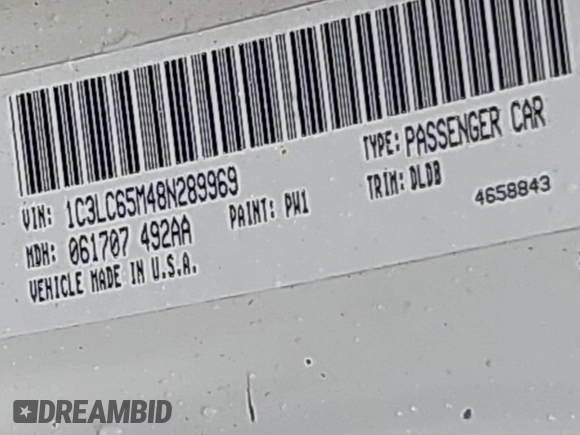 VIN: 1C3LC65M48N289969 TYPE: PASSENGER CAR
MDH: 061707 492AA PAINT: PW1 TRIM: DLDB
VEHICLE MADE IN U.S.A. 4658843
DREAMBID